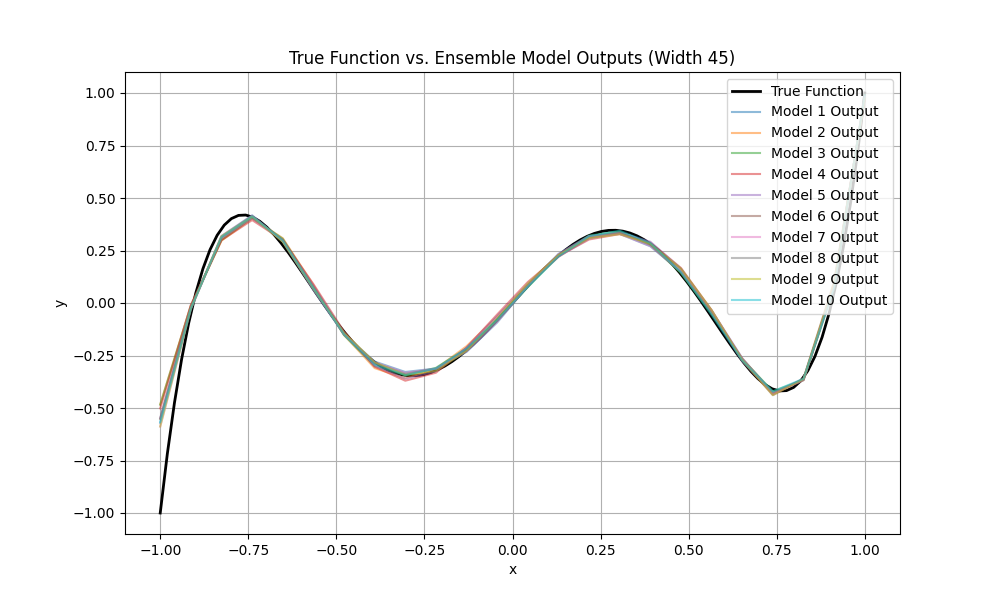 True Function vs. Ensemble Model Outputs (Width 45)
1.00
0.75
0.50
0.25
0.00
−0.25
−0.50
−0.75
−1.00
y
True Function
Model 1 Output
Model 2 Output
Model 3 Output
Model 4 Output
Model 5 Output
Model 6 Output
Model 7 Output
Model 8 Output
Model 9 Output
Model 10 Output
−1.00 −0.75 −0.50 −0.25 0.00 0.25 0.50 0.75 1.00
x